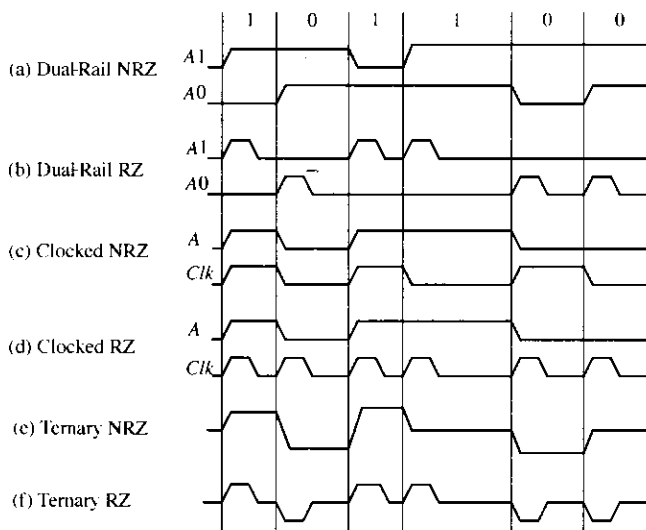 1 0 1 1 0 0
(a) Dual-Rail NRZ
A1
A0
(b) Dual-Rail RZ
A1
A0
(c) Clocked NRZ
A
Clk
(d) Clocked RZ
A
Clk
(e) Ternary NRZ
(f) Ternary RZ